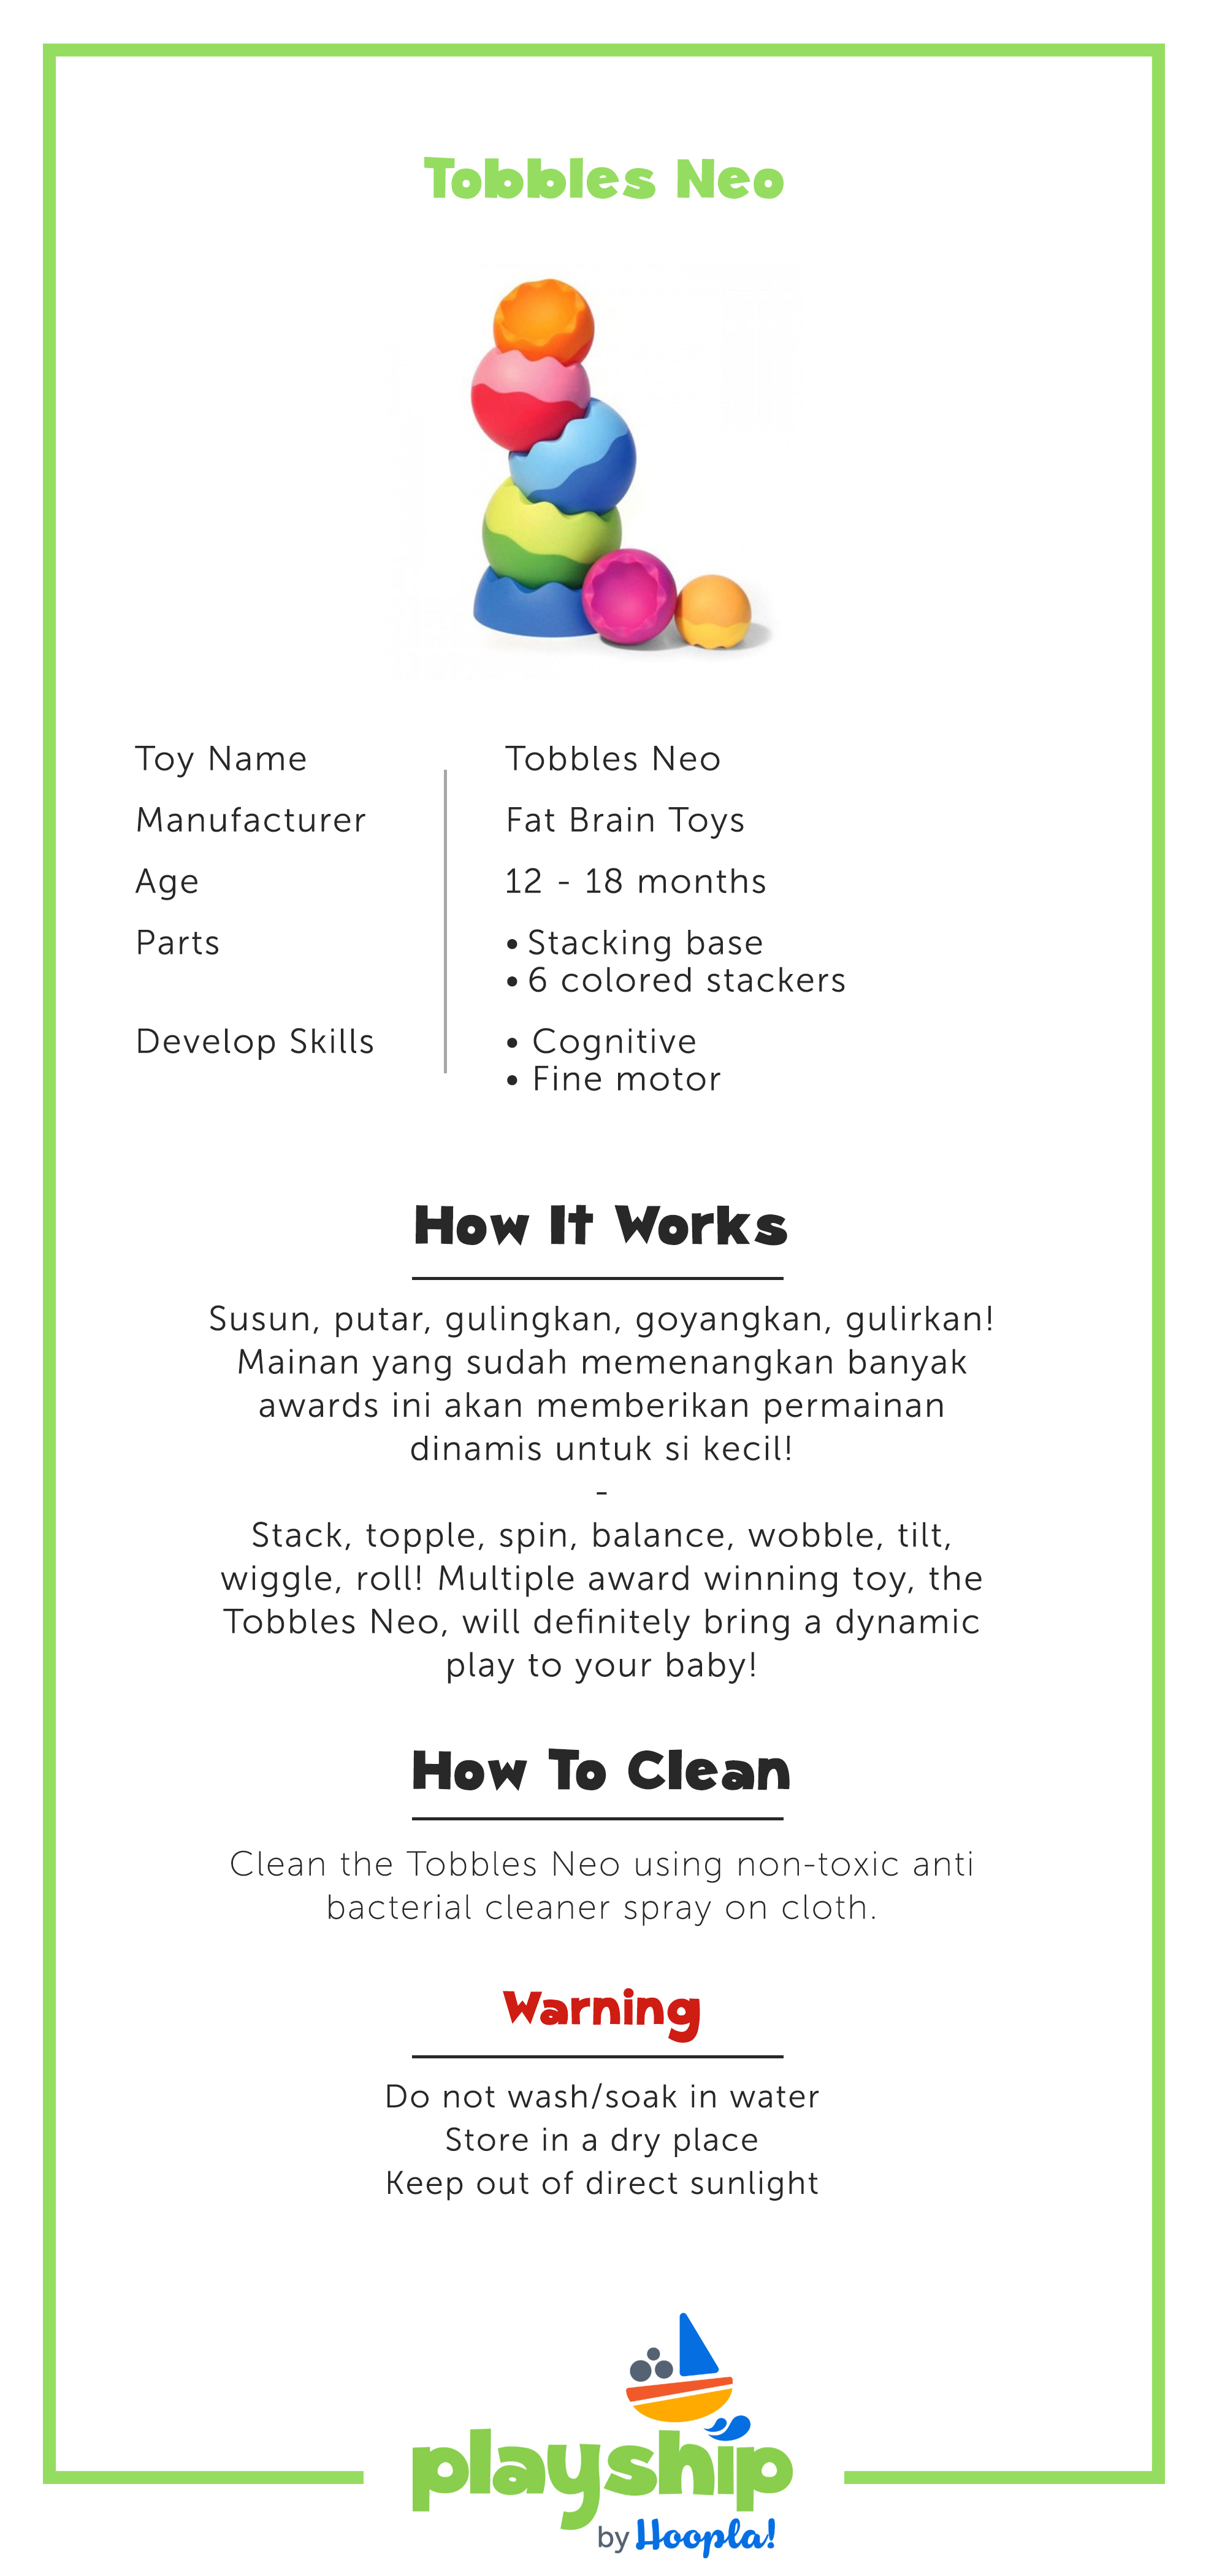 Tobbles Neo
Toy Name
Tobbles Neo
Manufacturer
Fat Brain Toys
Age
12 - 18 months
Parts
• Stacking base
• 6 colored stackers
Develop Skills
• Cognitive
• Fine motor
How It Works
Susun, putar, gulingkan, goyangkan, gulirkan!
Mainan yang sudah memenangkan banyak
awards ini akan memberikan permainan
dinamis untuk si kecil!
-
Stack, topple, spin, balance, wobble, tilt,
wiggle, roll! Multiple award winning toy, the
Tobbles Neo, will definitely bring a dynamic
play to your baby!
How To Clean
Clean the Tobbles Neo using non-toxic anti
bacterial cleaner spray on cloth.
Warning
Do not wash/soak in water
Store in a dry place
Keep out of direct sunlight
playship
by Hoopla!